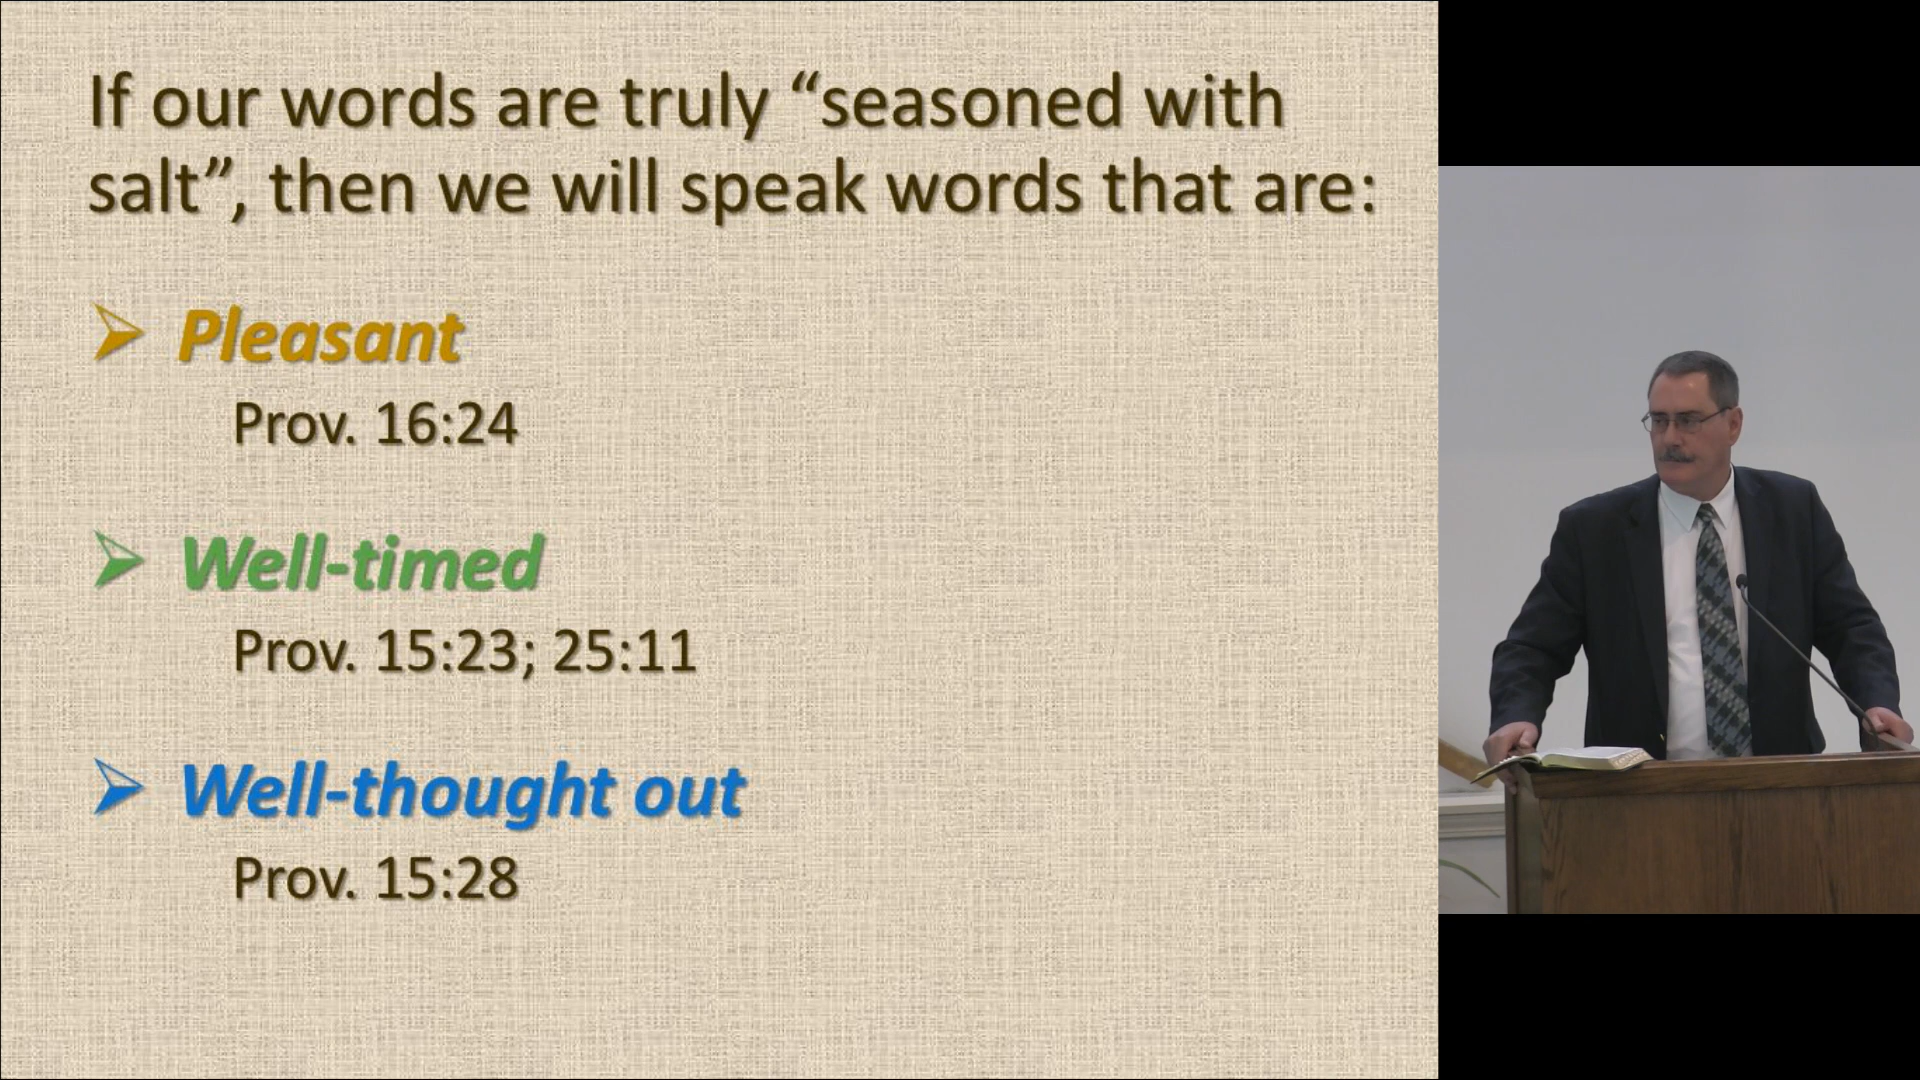 If our words are truly “seasoned with
salt”, then we will speak words that are:
Pleasant
Prov. 16:24
Well-timed
Prov. 15:23; 25:11
Well-thought out
Prov. 15:28